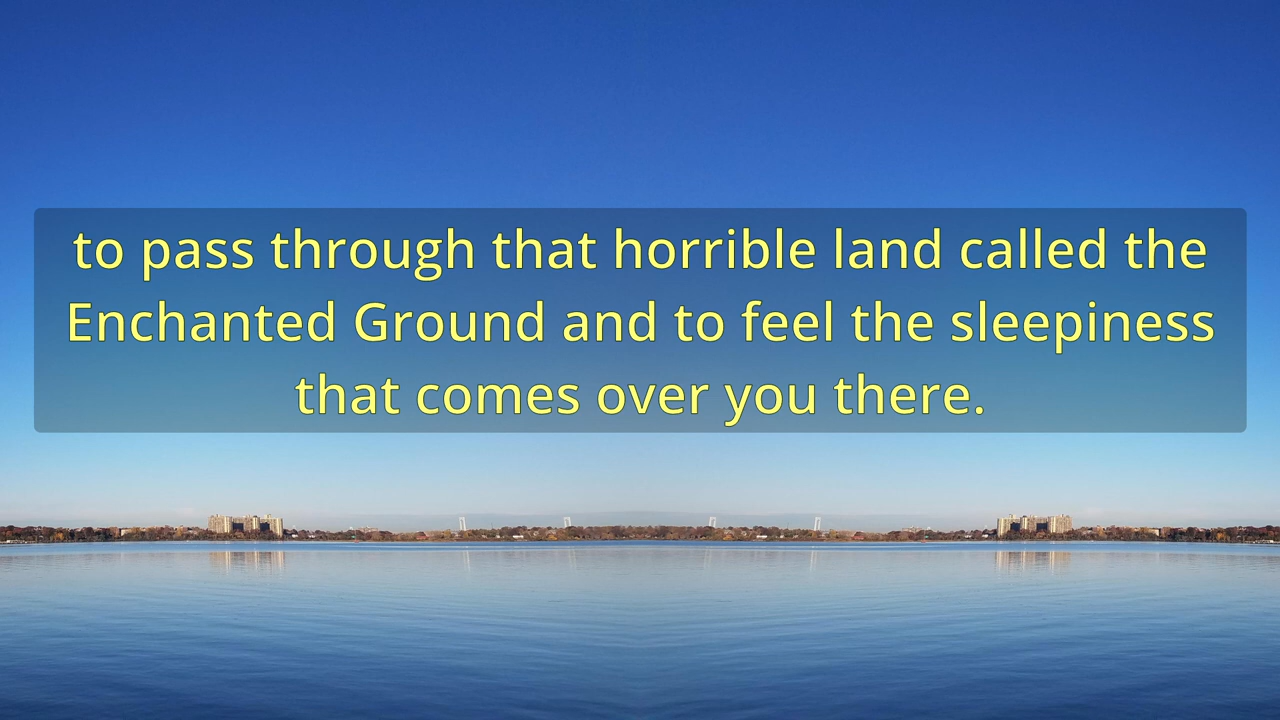 to pass through that horrible land called the
Enchanted Ground and to feel the sleepiness
that comes over you there.